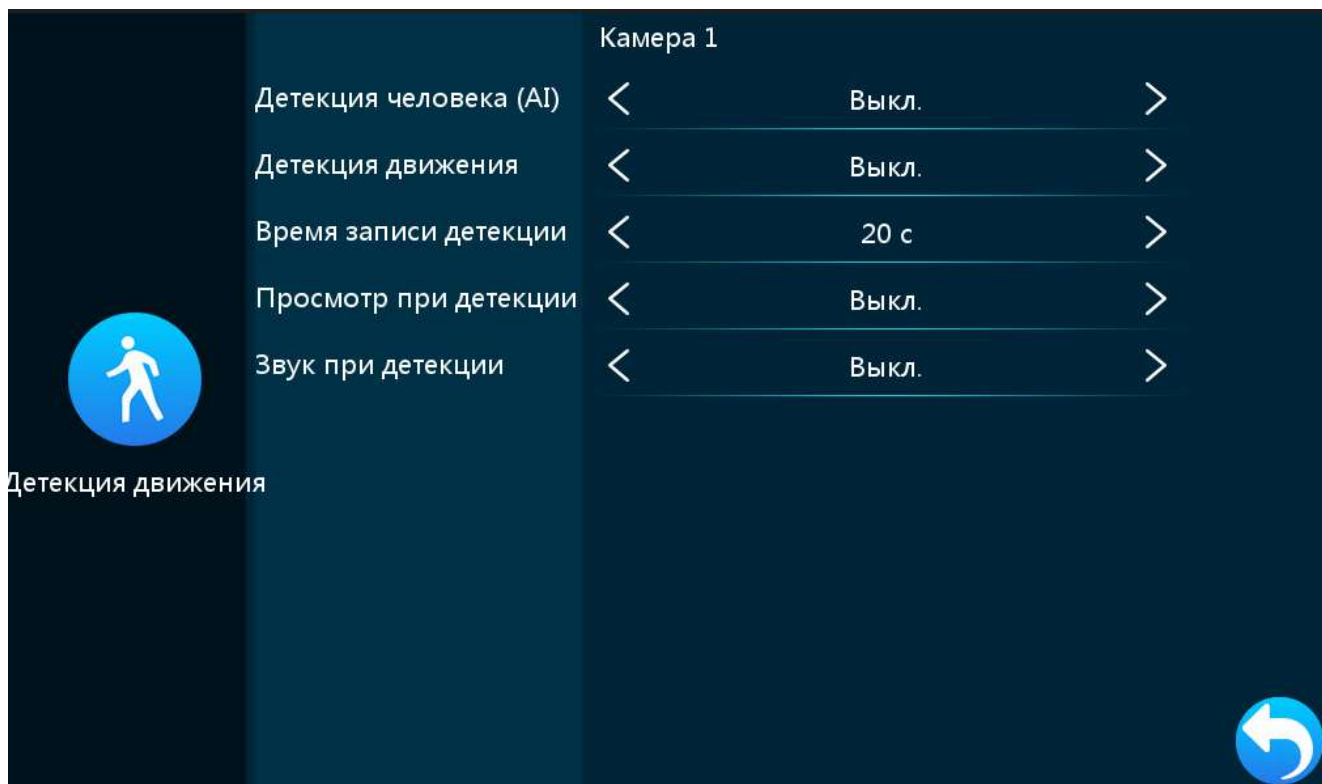 Камера 1
Детекция человека (AI) Выкл.
Детекция движения Выкл.
Время записи детекции 20 с
Просмотр при детекции Выкл.
Звук при детекции Выкл.
Детекция движения